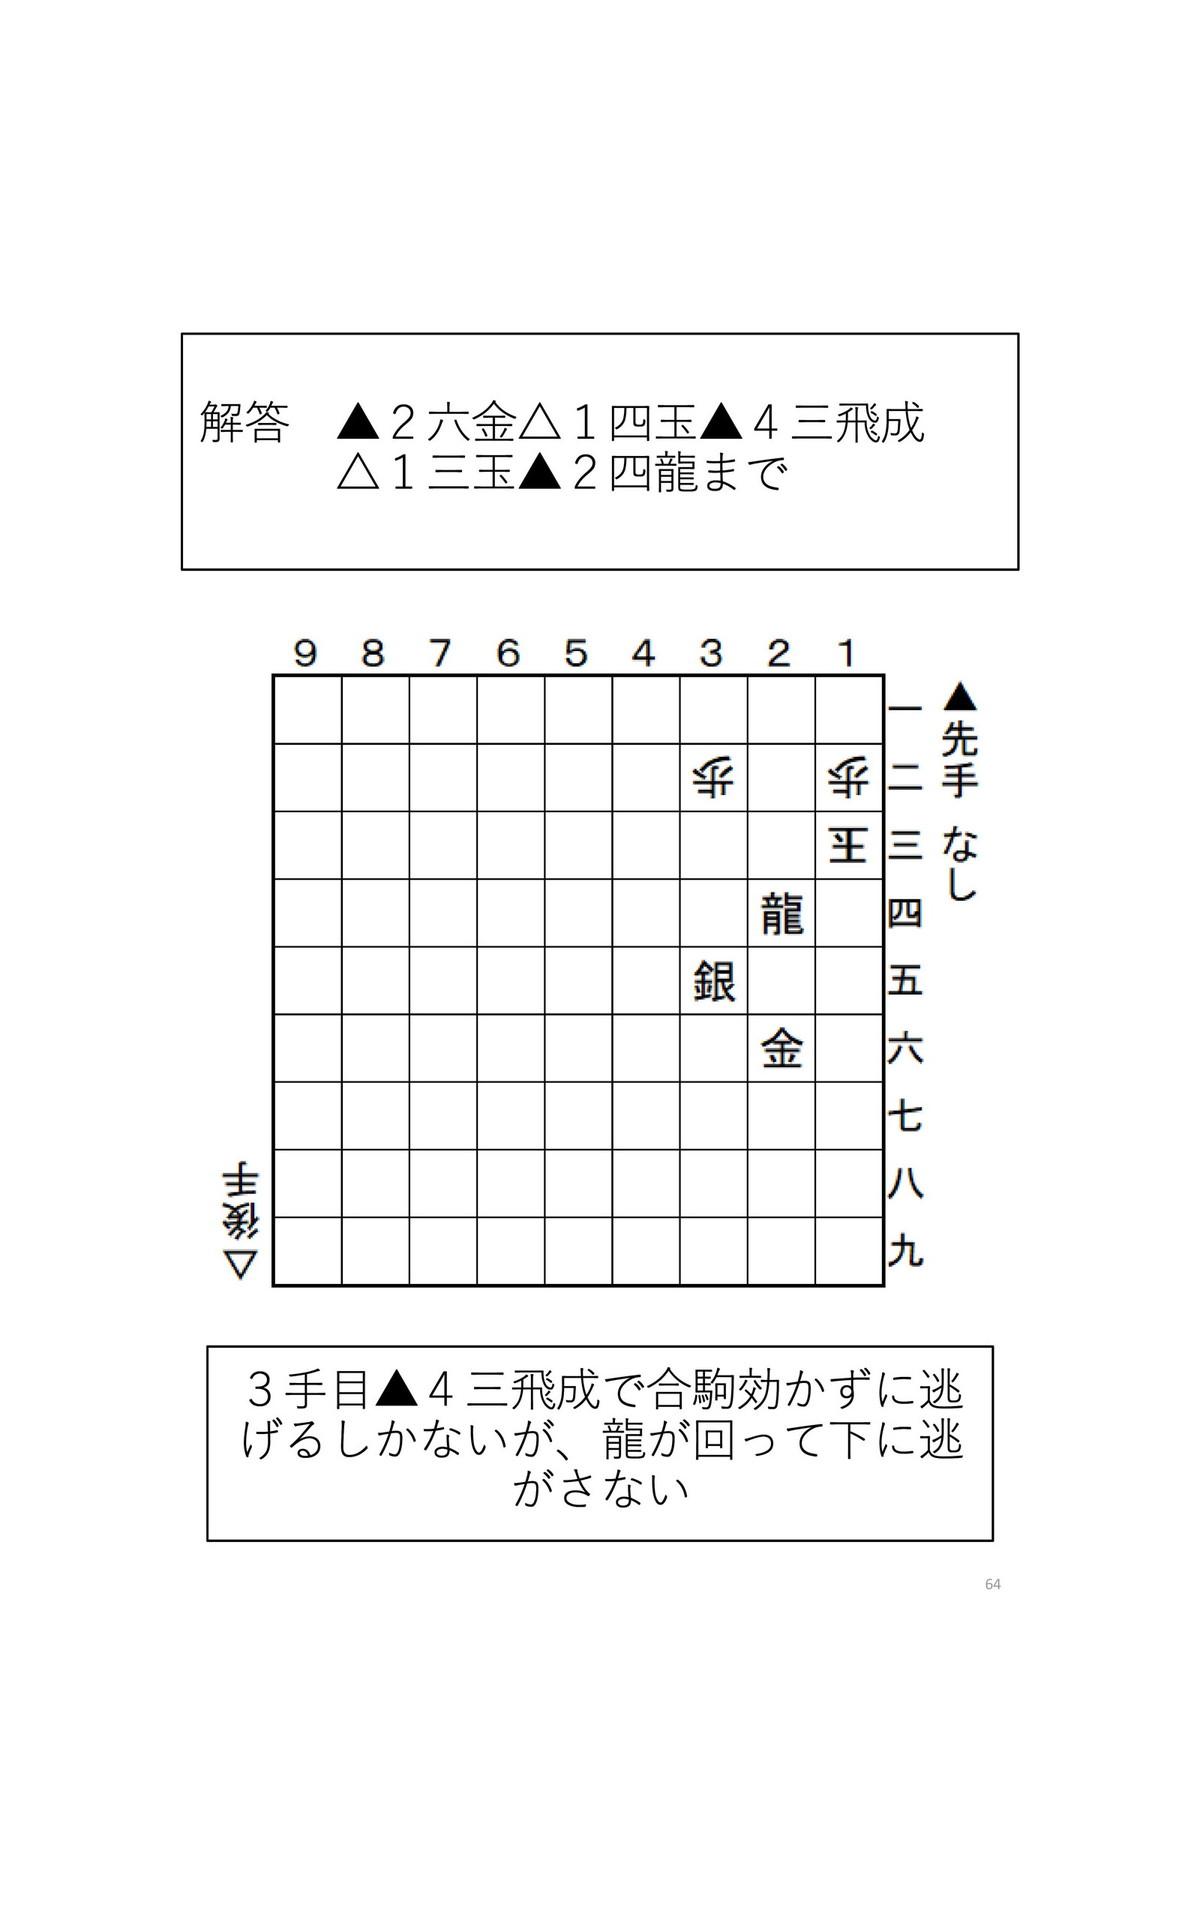 解答　▲２六金△１四玉▲４三飛成
△１三玉▲２四龍まで
9 8 7 6 5 4 3 2 1
一
歩 歩 二
王 三
龍 四
銀 五
金 六
七
八
九
▲先手 なし
△後手
３手目▲４三飛成で合駒効かずに逃
げるしかないが、龍が回って下に逃
がさない
64